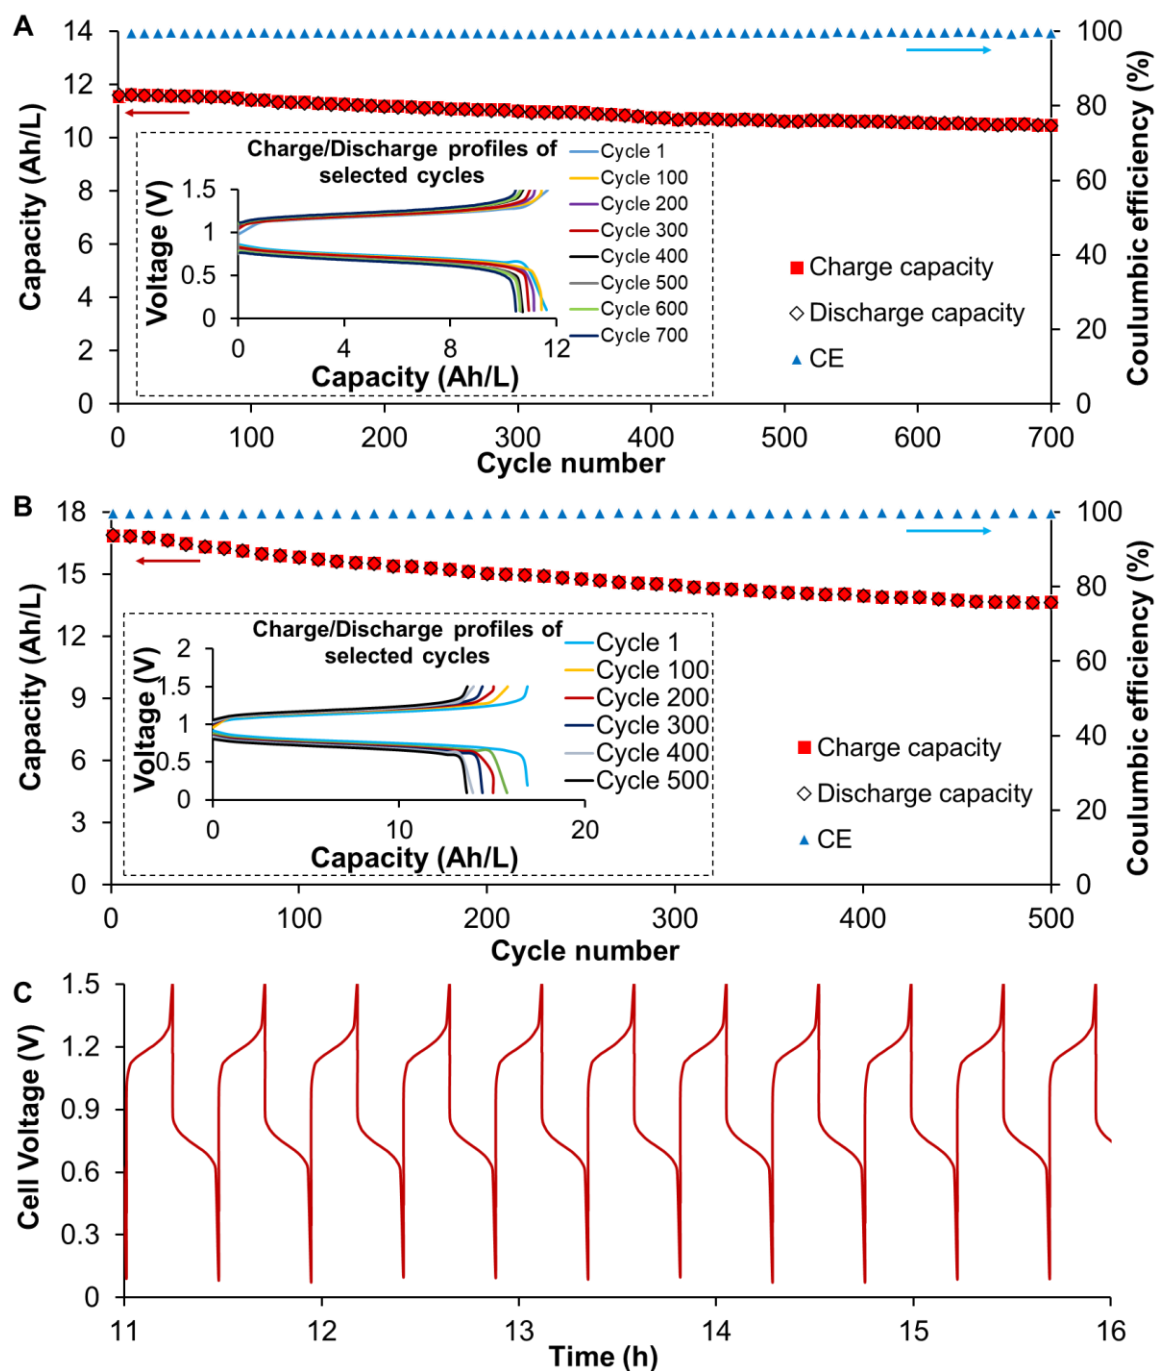 A
14
12
10
8
6
4
2
0
Capacity (Ah/L)
100
80
60
40
20
0
Coulumbic efficiency (%)
Charge/Discharge profiles of
selected cycles
1.5
1
0.5
0
Voltage (V)
0 4 8 12
Capacity (Ah/L)
Cycle 1
Cycle 100
Cycle 200
Cycle 300
Cycle 400
Cycle 500
Cycle 600
Cycle 700
Charge capacity
Discharge capacity
CE
0 100 200 300 400 500 600 700
Cycle number
B
18
15
12
9
6
3
0
Capacity (Ah/L)
100
80
60
40
20
0
Coulumbic efficiency (%)
Charge/Discharge profiles of
selected cycles
2
1.5
1
0.5
0
Voltage (V)
0 10 20
Capacity (Ah/L)
Cycle 1
Cycle 100
Cycle 200
Cycle 300
Cycle 400
Cycle 500
Charge capacity
Discharge capacity
CE
0 100 200 300 400 500
Cycle number
C
1.5
1.2
0.9
0.6
0.3
0
Cell Voltage (V)
11 12 13 14 15 16
Time (h)